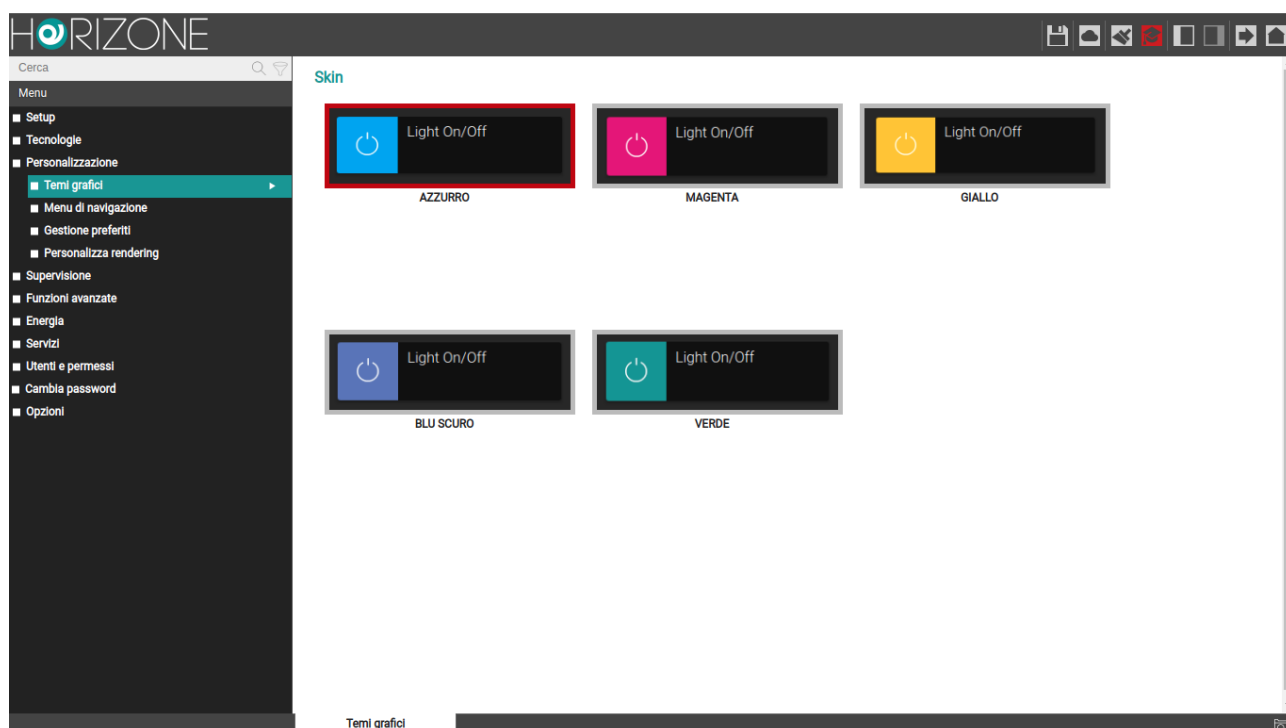 HORIZONE
Cerca
Menu
Setup
Tecnologie
Personalizzazione
Temi grafici
Menu di navigazione
Gestione preferiti
Personalizza rendering
Supervisione
Funzioni avanzate
Energia
Servizi
Utenti e permessi
Cambia password
Opzioni
Skin
Light On/Off
Light On/Off
Light On/Off
AZZURRO
MAGENTA
GIALLO
Light On/Off
Light On/Off
BLU SCURO
VERDE
Temi grafici